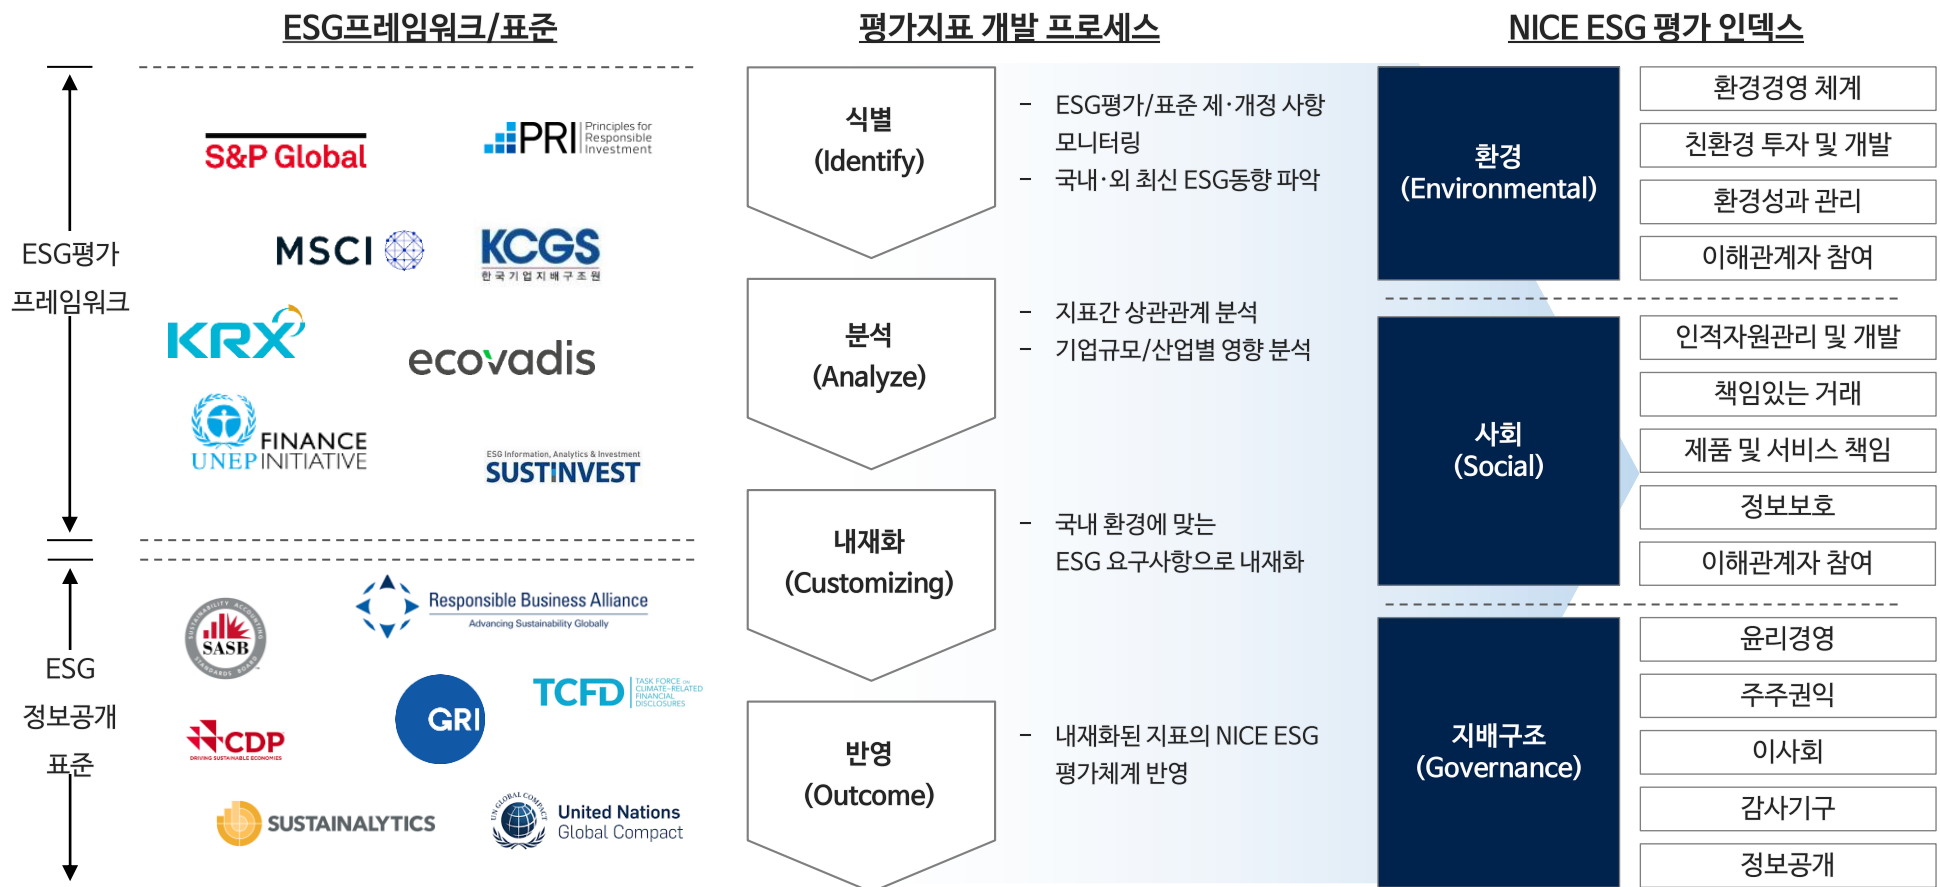 ESG프레임워크/표준
평가지표 개발 프로세스
NICE ESG 평가 인덱스
ESG평가
프레임워크
S&P Global
PRI
Principles for
Responsible
Investment
MSCI
KCGS
한국기업지배구조원
KRX
ecovadis
UNEP
FINANCE
INITIATIVE
ESG Information, Analytics & Investment
SUSTINVEST
ESG
정보공개
표준
SUSTAINABILITY ACCOUNTING
SASB
STANDARDS BOARD
Responsible Business Alliance
Advancing Sustainability Globally
GRI
TCFD
TASK FORCE ON
CLIMATE-RELATED
FINANCIAL
DISCLOSURES
CDP
DRIVING SUSTAINABLE ECONOMIES
SUSTAINALYTICS
UN GLOBAL COMPACT
United Nations
Global Compact
식별
(Identify)
- ESG평가/표준 제·개정 사항
모니터링
- 국내·외 최신 ESG동향 파악
분석
(Analyze)
- 지표간 상관관계 분석
- 기업규모/산업별 영향 분석
내재화
(Customizing)
- 국내 환경에 맞는
ESG 요구사항으로 내재화
반영
(Outcome)
- 내재화된 지표의 NICE ESG
평가체계 반영
환경
(Environmental)
환경경영 체계
친환경 투자 및 개발
환경성과 관리
이해관계자 참여
사회
(Social)
인적자원관리 및 개발
책임있는 거래
제품 및 서비스 책임
정보보호
이해관계자 참여
지배구조
(Governance)
윤리경영
주주권익
이사회
감사기구
정보공개